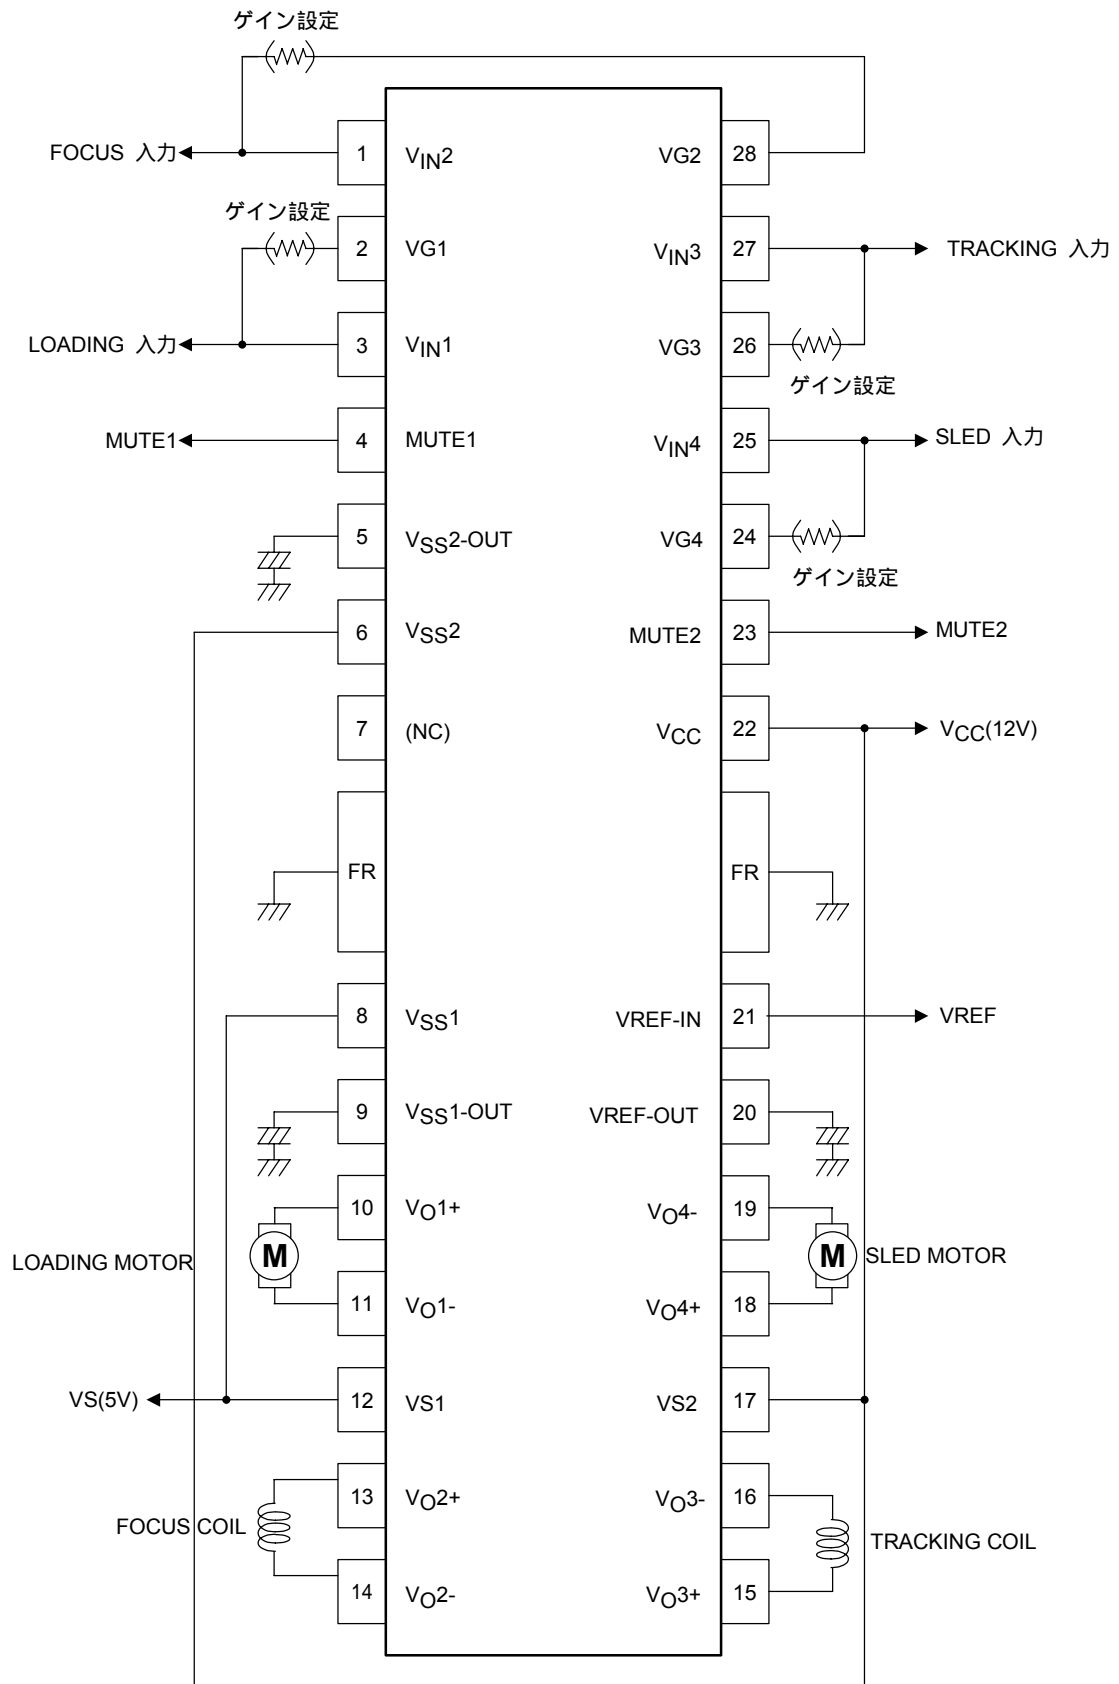 ゲイン設定
FOCUS 入力
1
VIN2
VG2
28
ゲイン設定
2
VG1
VIN3
27
TRACKING 入力
LOADING 入力
3
VIN1
VG3
26
ゲイン設定
MUTE1
4
MUTE1
VIN4
25
SLED 入力
5
VSS2-OUT
VG4
24
ゲイン設定
6
VSS2
MUTE2
23
MUTE2
7
(NC)
VCC
22
VCC(12V)
FR
FR
8
VSS1
VREF-IN
21
VREF
9
VSS1-OUT
VREF-OUT
20
10
VO1+
VO4-
19
LOADING MOTOR
M
M
SLED MOTOR
11
VO1-
VO4+
18
VS(5V)
12
VS1
VS2
17
13
VO2+
VO3-
16
FOCUS COIL
TRACKING COIL
14
VO2-
VO3+
15